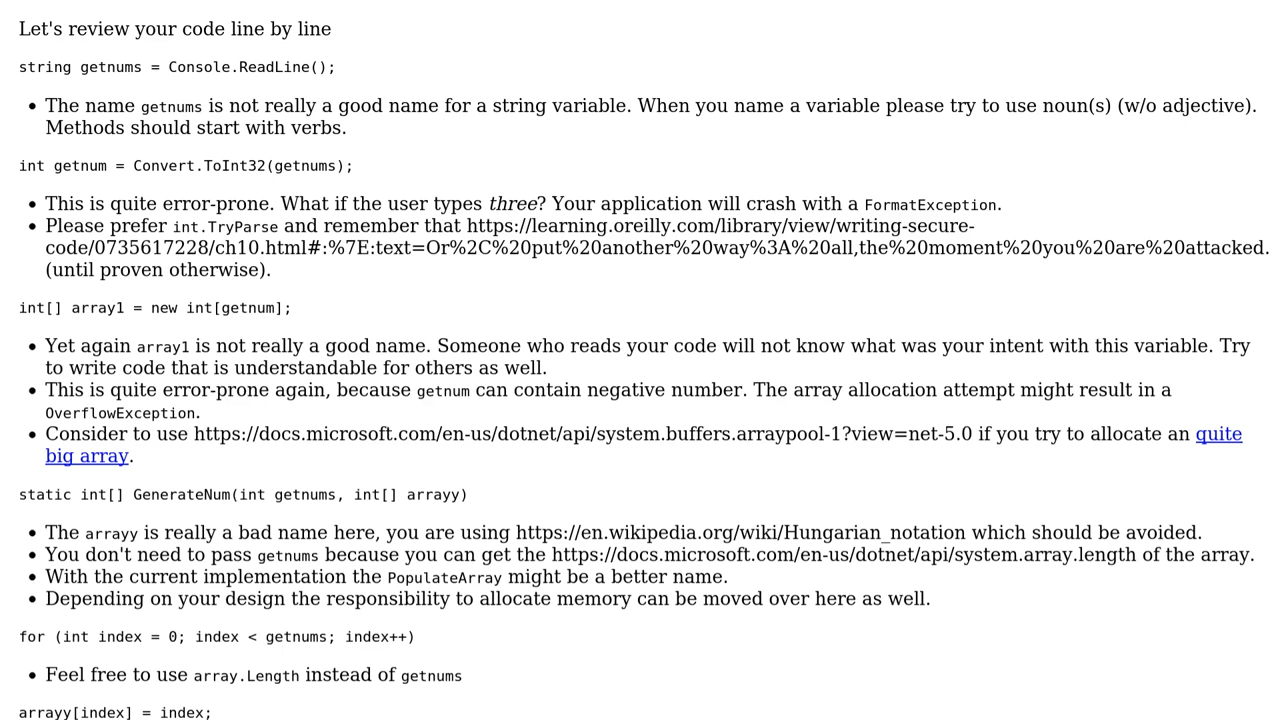 Let's review your code line by line
string getnums = Console.ReadLine();
• The name getnums is not really a good name for a string variable. When you name a variable please try to use noun(s) (w/o adjective).
Methods should start with verbs.
int getnum = Convert.ToInt32(getnums);
• This is quite error-prone. What if the user types three? Your application will crash with a FormatException.
• Please prefer int.TryParse and remember that https://learning.oreilly.com/library/view/writing-secure-
code/0735617228/ch10.html#:%7E:text=Or%2C%20put%20another%20way%3A%20all,the%20moment%20you%20are%20attacked.
(until proven otherwise).
int[] array1 = new int[getnum];
• Yet again array1 is not really a good name. Someone who reads your code will not know what was your intent with this variable. Try
to write code that is understandable for others as well.
• This is quite error-prone again, because getnum can contain negative number. The array allocation attempt might result in a
OverflowException.
• Consider to use https://docs.microsoft.com/en-us/dotnet/api/system.buffers.arraypool-1?view=net-5.0 if you try to allocate an quite
big array.
static int[] GenerateNum(int getnums, int[] arrayy)
• The arrayy is really a bad name here, you are using https://en.wikipedia.org/wiki/Hungarian_notation which should be avoided.
• You don't need to pass getnums because you can get the https://docs.microsoft.com/en-us/dotnet/api/system.array.length of the array.
• With the current implementation the PopulateArray might be a better name.
• Depending on your design the responsibility to allocate memory can be moved over here as well.
for (int index = 0; index < getnums; index++)
• Feel free to use array.Length instead of getnums
arrayy[index] = index;